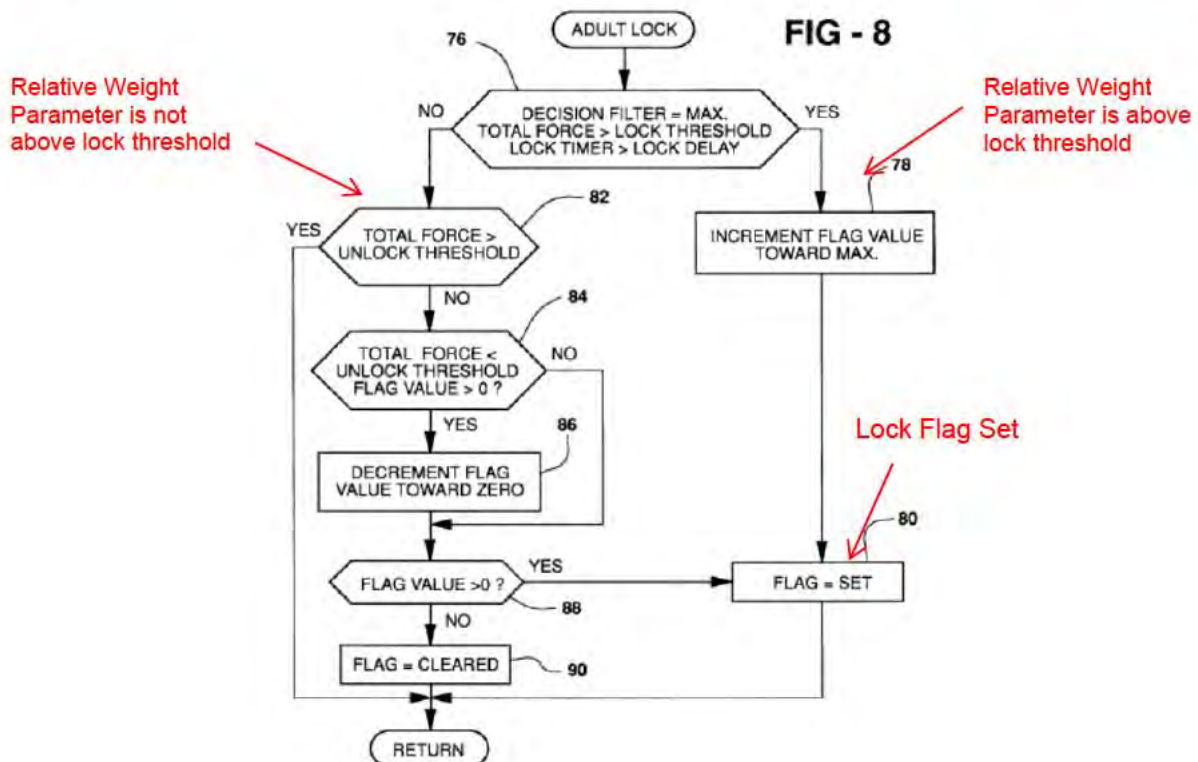 ADULT LOCK
FIG - 8
76
Relative Weight
Parameter is not
above lock threshold
NO
DECISION FILTER = MAX.
TOTAL FORCE > LOCK THRESHOLD
LOCK TIMER > LOCK DELAY
YES
Relative Weight
Parameter is above
lock threshold
78
82
YES
TOTAL FORCE >
UNLOCK THRESHOLD
INCREMENT FLAG VALUE
TOWARD MAX.
NO
84
TOTAL FORCE <
UNLOCK THRESHOLD
FLAG VALUE > 0 ?
NO
YES
86
Lock Flag Set
DECREMENT FLAG
VALUE TOWARD ZERO
80
FLAG VALUE >0 ?
YES
FLAG = SET
88
NO
FLAG = CLEARED
90
RETURN